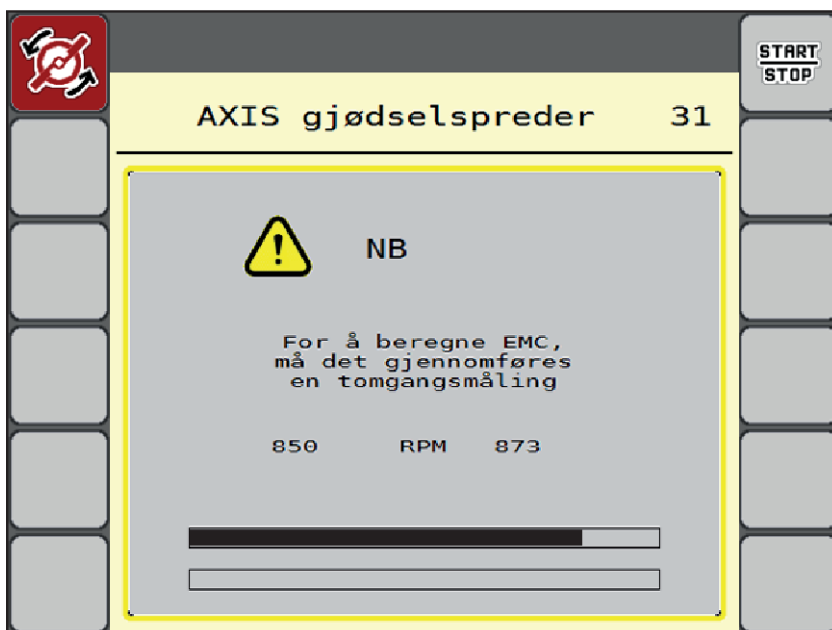 START
STOP
AXIS gjødselspreder 31
NB
For å beregne EMC,
må det gjennomføres
en tomgangsmåling
850 RPM 873